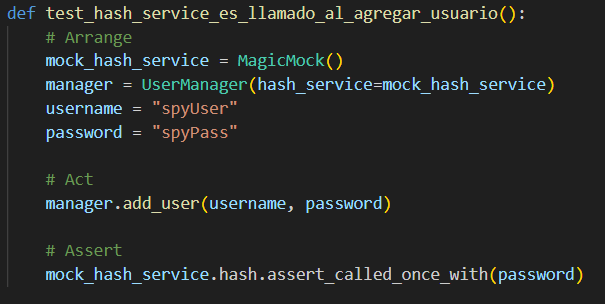 def test_hash_service_es_llamado_al_agregar_usuario():
    # Arrange
    mock_hash_service = MagicMock()
    manager = UserManager(hash_service=mock_hash_service)
    username = "spyUser"
    password = "spyPass"

    # Act
    manager.add_user(username, password)

    # Assert
    mock_hash_service.hash.assert_called_once_with(password)